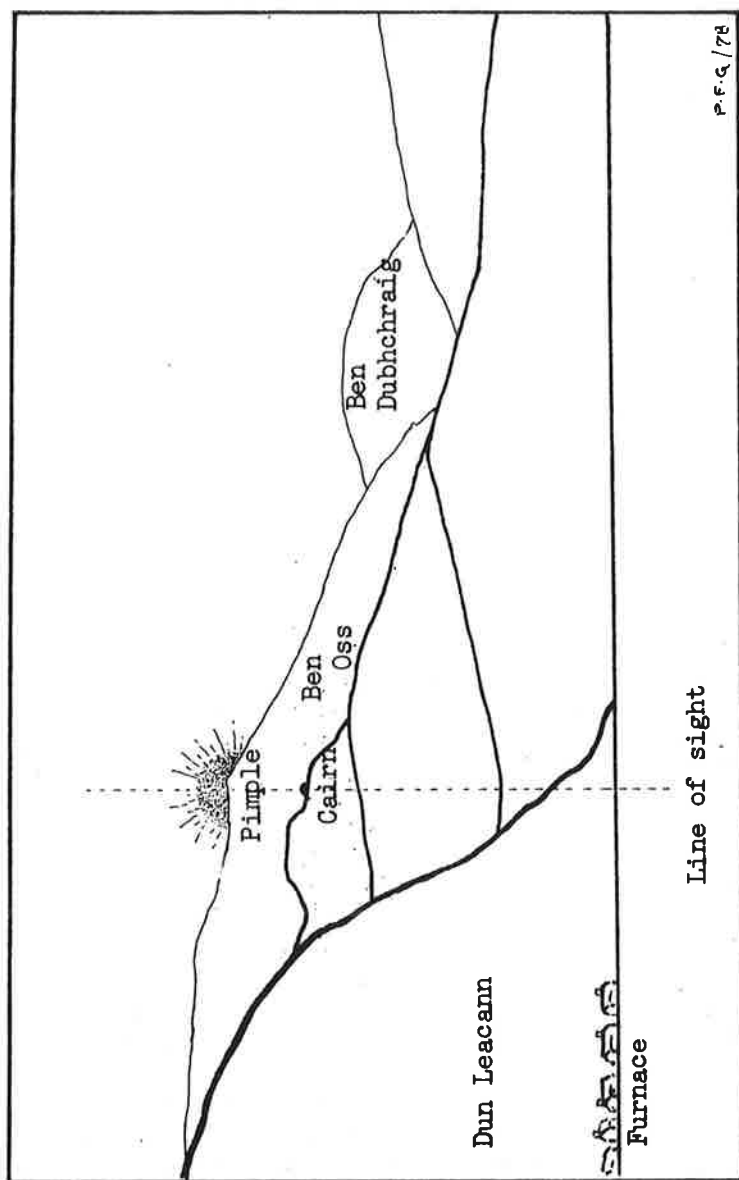 Pimple
Ben
Dubhchraig
Ben
Oss
Cairn
Dun Leacann
Furnace
Line of sight
P.F.G/78